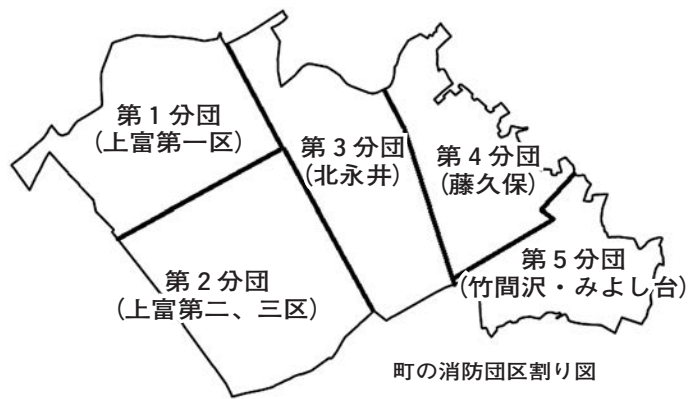 第1分団
(上富第一区)
第2分団
(上富第二、三区)
第3分団
(北永井)
第4分団
(藤久保)
第5分団
(竹間沢・みよし台)
町の消防団区割り図